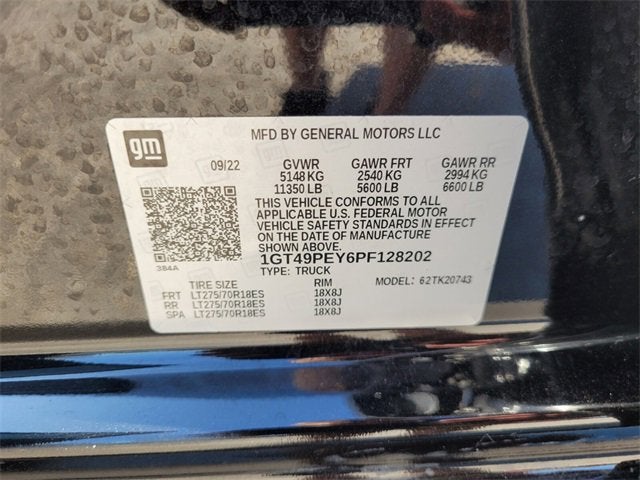 gm
MFD BY GENERAL MOTORS LLC
09/22 GVWR GAWR FRT GAWR RR
5148 KG 2540 KG 2994 KG
11350 LB 5600 LB 6600 LB
THIS VEHICLE CONFORMS TO ALL
APPLICABLE U.S. FEDERAL MOTOR
VEHICLE SAFETY STANDARDS IN EFFECT
ON THE DATE OF MANUFACTURE
SHOWN ABOVE.
384A
1GT49PEY6PF128202
TYPE: TRUCK MODEL: 62TK20743
TIRE SIZE RIM
FRT LT275/70R18ES 18X8J
RR LT275/70R18ES 18X8J
SPA LT275/70R18ES 18X8J